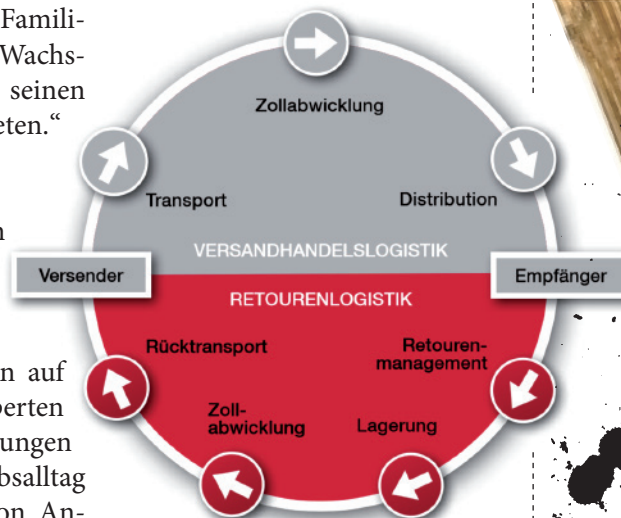 Famili-
Wachs-
seinen
eten.“
n
n auf
perten
ungen
bsalltag
on An-
Zollabwicklung
Transport
Distribution
VERSANDHANDELSLOGISTIK
Versender
Empfänger
RETOURENLOGISTIK
Rücktransport
Retouren-
management
Zoll-
abwicklung
Lagerung